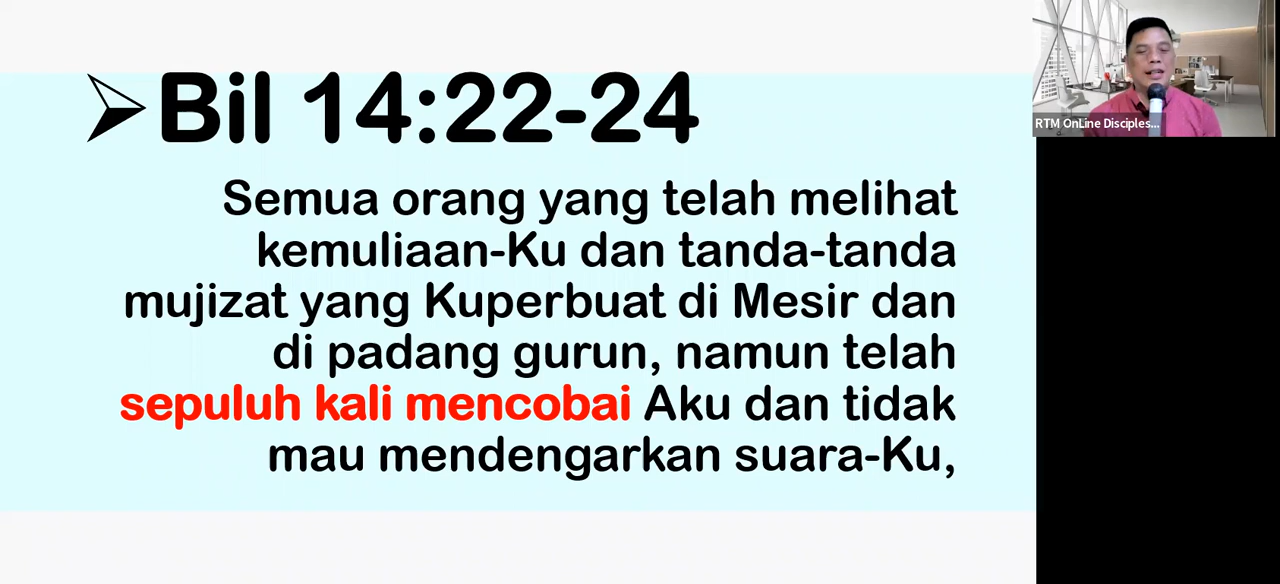 Bil 14:22-24
Semua orang yang telah melihat
kemuliaan-Ku dan tanda-tanda
mujizat yang Kuperbuat di Mesir dan
di padang gurun, namun telah
sepuluh kali mencobai Aku dan tidak
mau mendengarkan suara-Ku,
RTM OnLine Disciples...